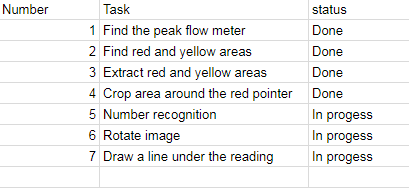 Number Task status
1 Find the peak flow meter Done
2 Find red and yellow areas Done
3 Extract red and yellow areas Done
4 Crop area around the red pointer Done
5 Number recognition In progess
6 Rotate image In progess
7 Draw a line under the reading In progess